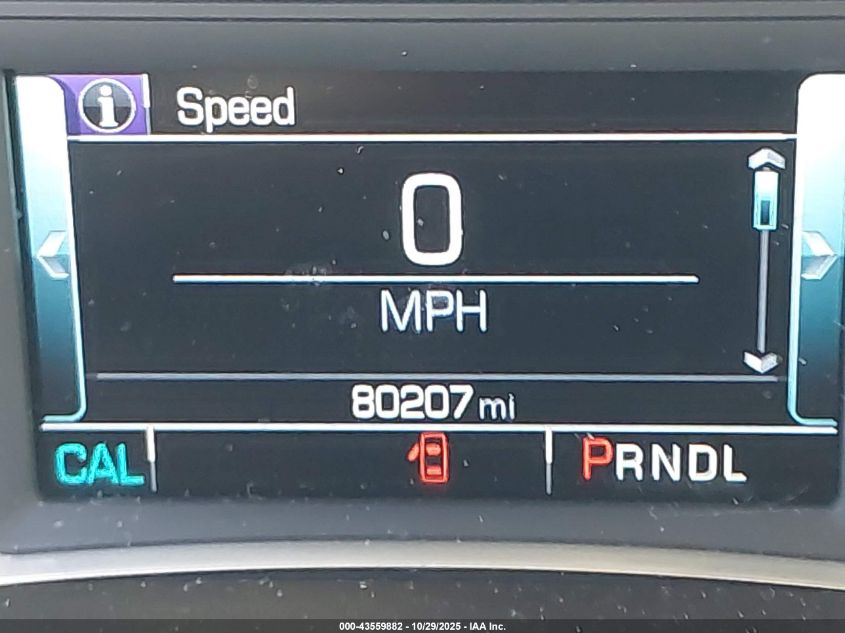 i Speed
0
MPH
80207 mi
CAL PRNDL
000-43559882 - 10/29/2025 - IAA Inc.